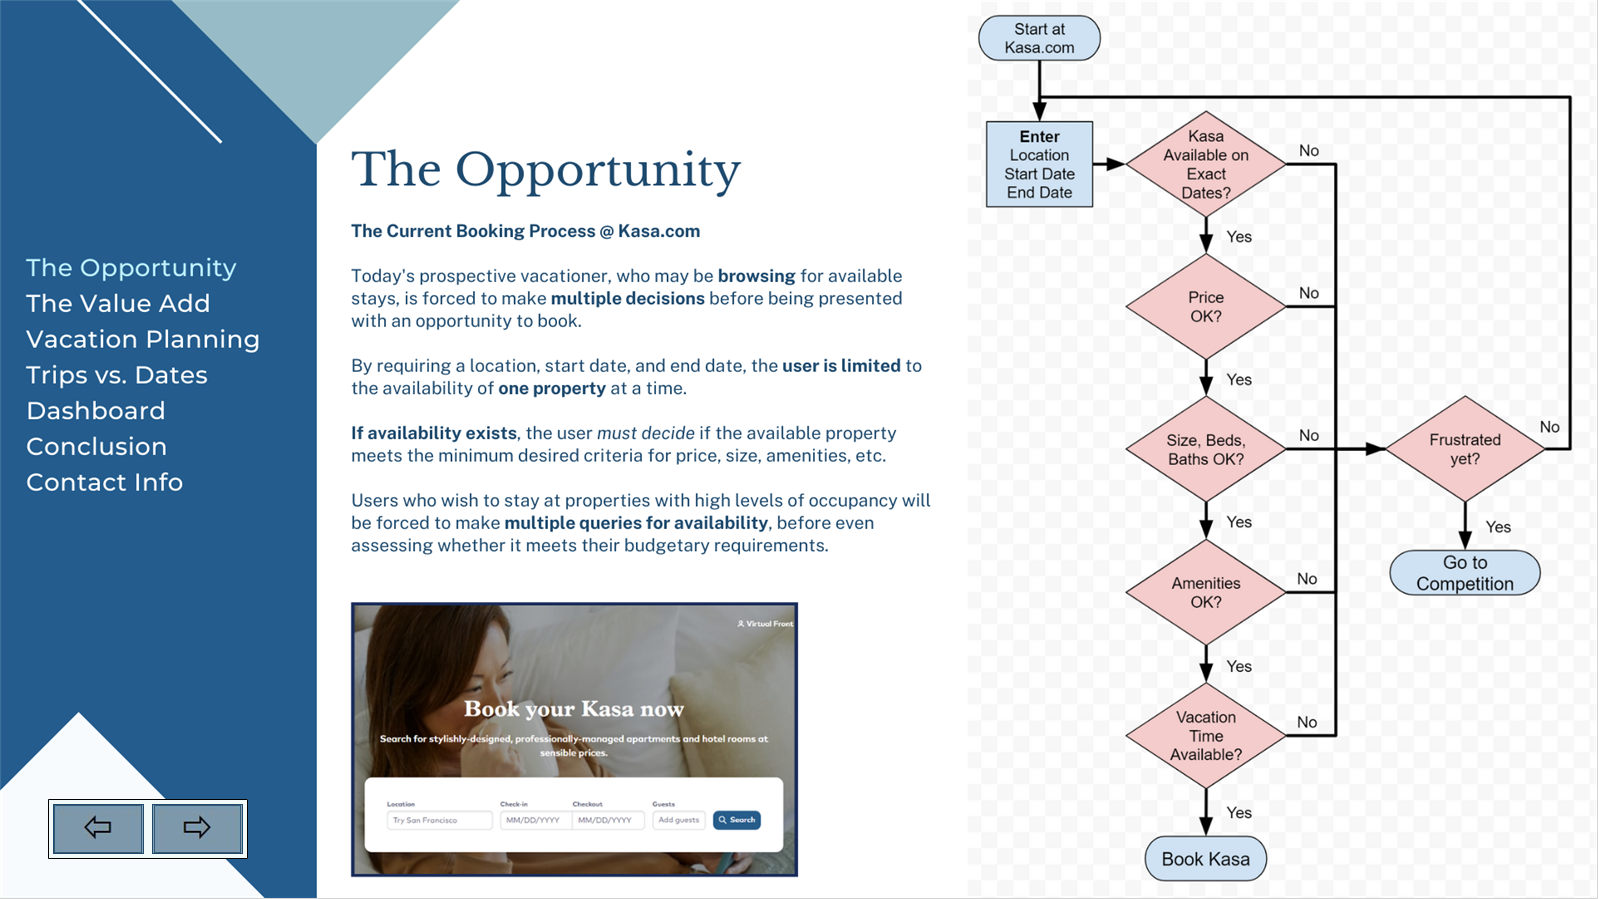 The Opportunity
The Value Add
Vacation Planning
Trips vs. Dates
Dashboard
Conclusion
Contact Info
The Opportunity
The Current Booking Process @ Kasa.com
Today's prospective vacationer, who may be browsing for available
stays, is forced to make multiple decisions before being presented
with an opportunity to book.
By requiring a location, start date, and end date, the user is limited to
the availability of one property at a time.
If availability exists, the user must decide if the available property
meets the minimum desired criteria for price, size, amenities, etc.
Users who wish to stay at properties with high levels of occupancy will
be forced to make multiple queries for availability, before even
assessing whether it meets their budgetary requirements.
Virtual Front
Book your Kasa now
Search for stylishly-designed, professionally-managed apartments and hotel rooms at
sensible prices.
Location Check-in Checkout Guests
Try San Francisco MM/DD/YYYY MM/DD/YYYY Add guests Search
Start at
Kasa.com
Enter
Location
Start Date
End Date
Kasa
Available on
Exact
Dates?
No
Yes
Price
OK?
No
Yes
Size, Beds,
Baths OK?
No
Yes
Amenities
OK?
No
Yes
Vacation
Time
Available?
No
Yes
Book Kasa
Frustrated
yet?
No
Yes
Go to
Competition